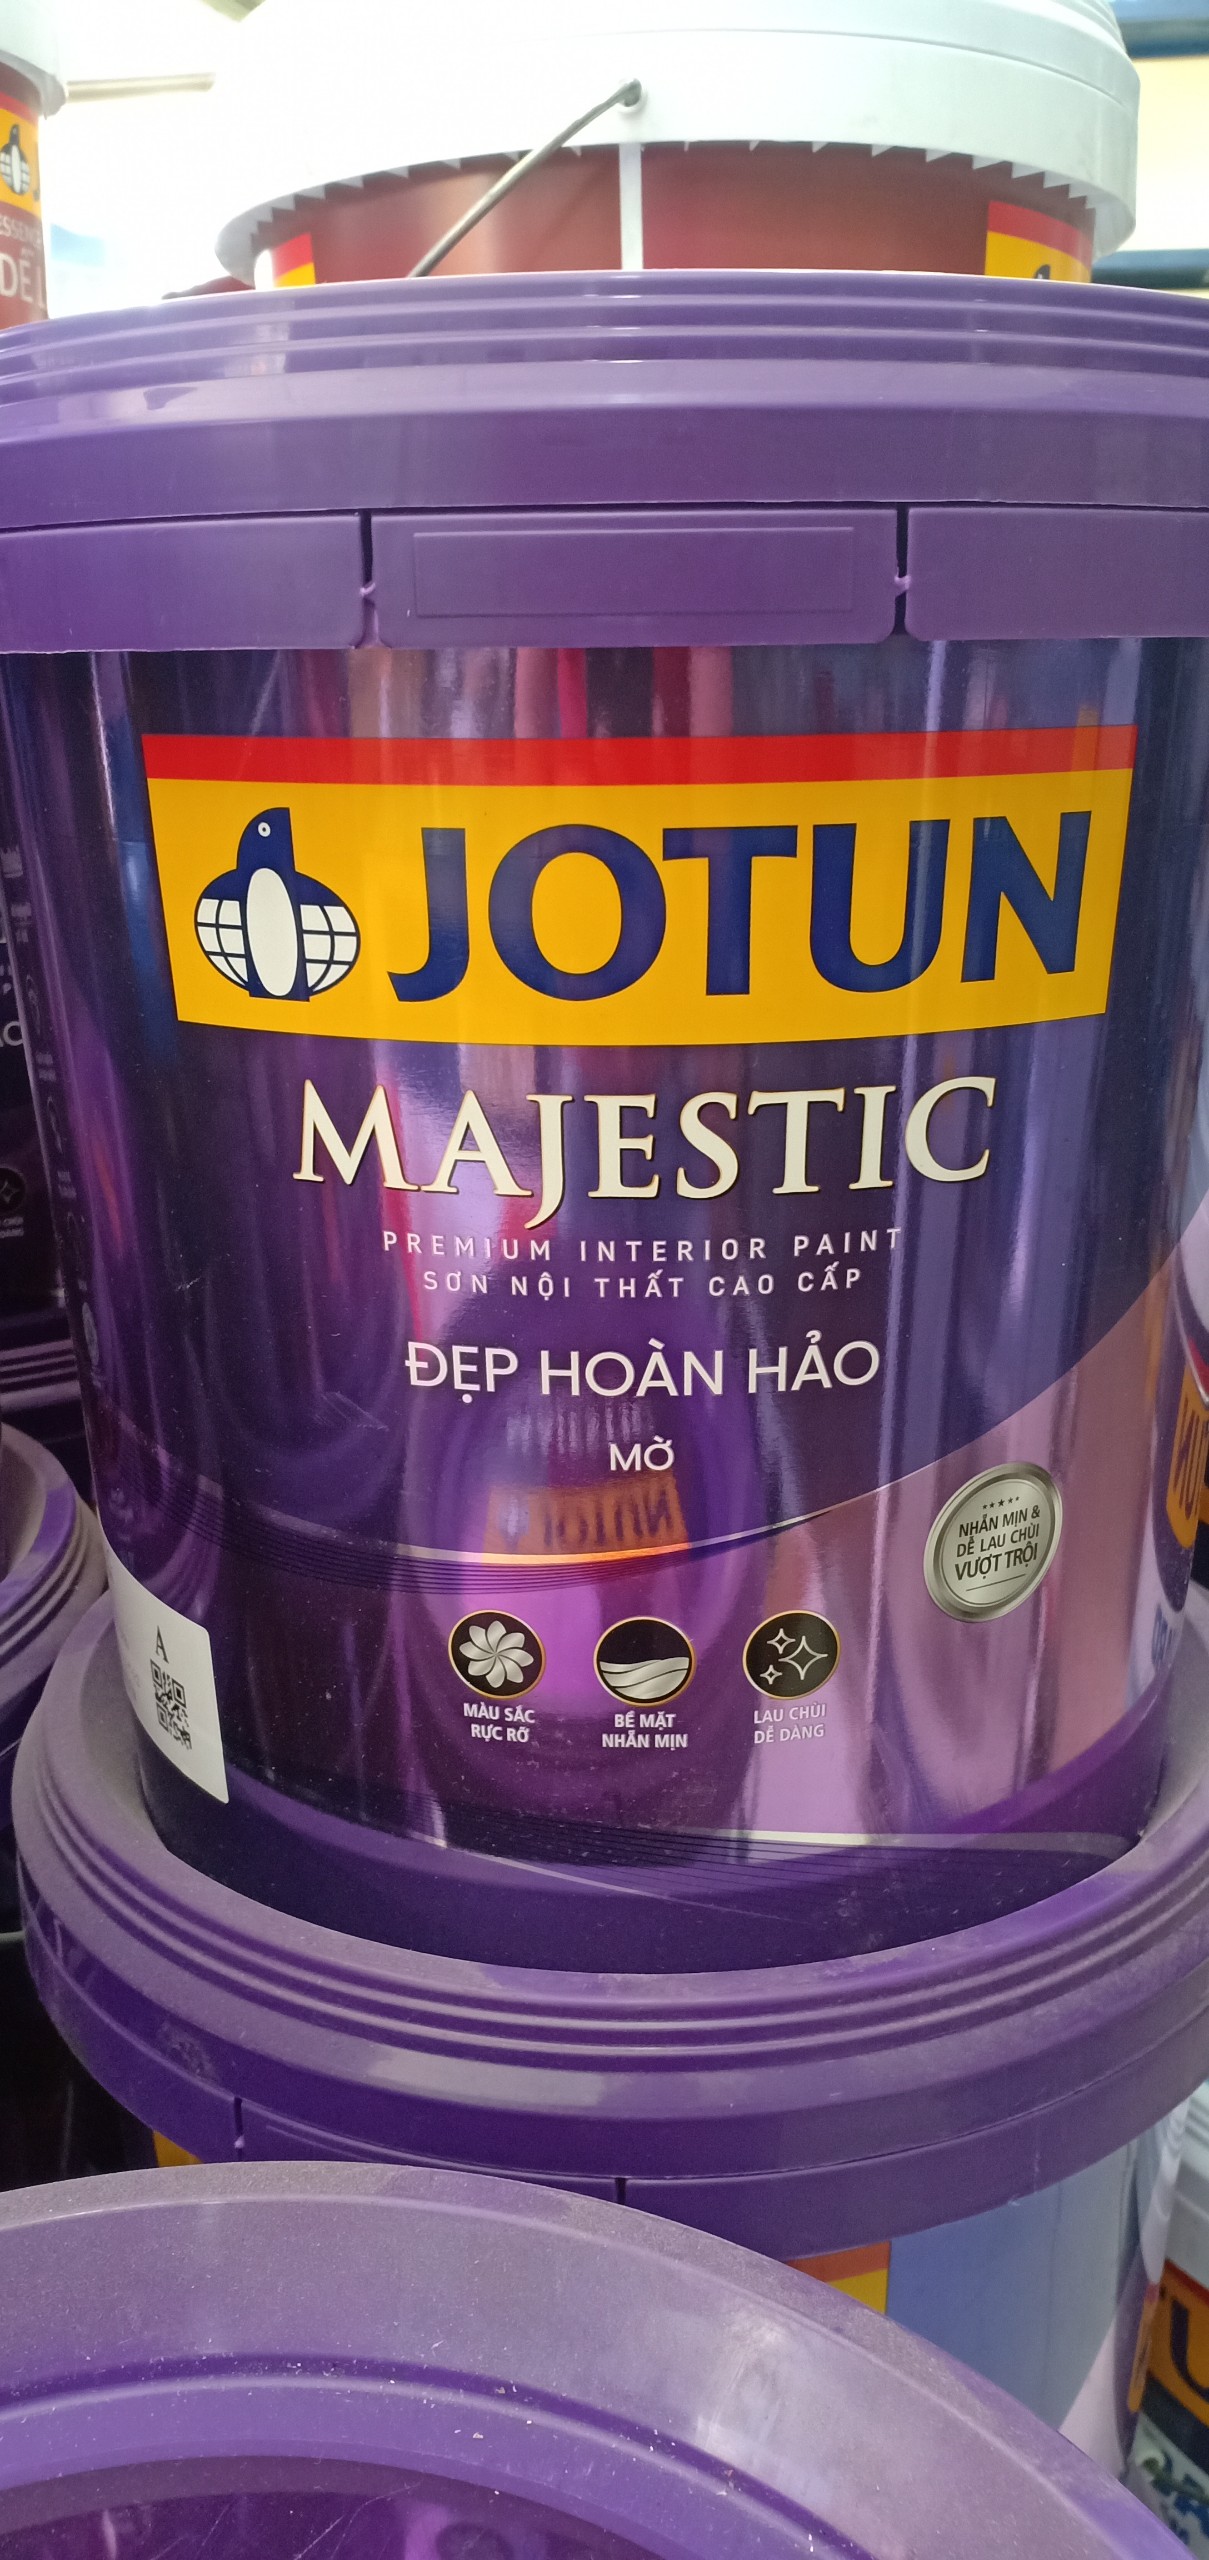 DỄ L
JOTUN
MAJESTIC
PREMIUM INTERIOR PAINT
SƠN NỘI THẤT CAO CẤP
ĐẸP HOÀN HẢO
MỜ
NHẴN MỊN &
DỄ LAU CHÙI
VƯỢT TRỘI
MÀU SẮC
RỰC RỠ
BỀ MẶT
NHẴN MỊN
LAU CHÙI
DỄ DÀNG
A